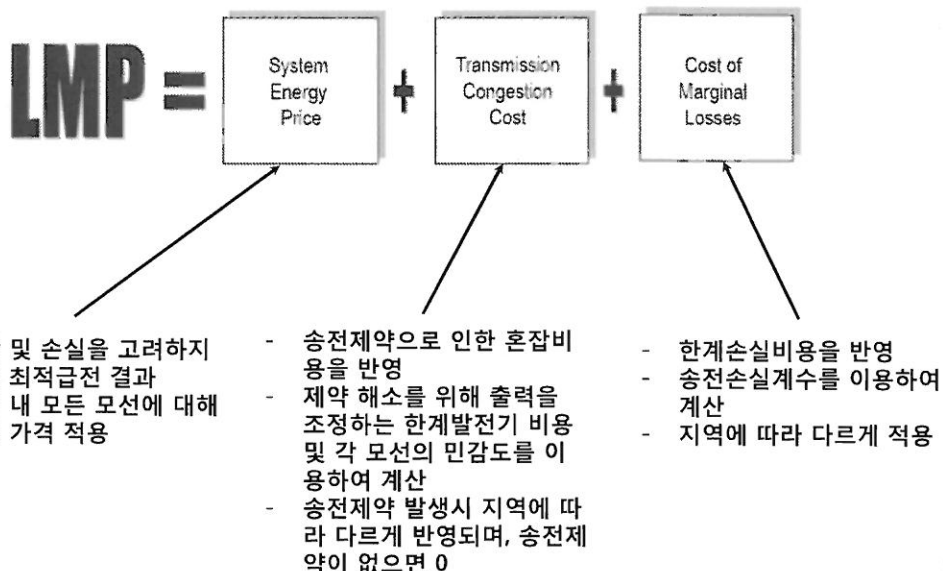 LMP = System Energy Price + Transmission Congestion Cost + Cost of Marginal Losses
및 손실을 고려하지
최적급전 결과
내 모든 모선에 대해
가격 적용
- 송전제약으로 인한 혼잡비
용을 반영
- 제약 해소를 위해 출력을
조정하는 한계발전기 비용
및 각 모선의 민감도를 이
용하여 계산
- 송전제약 발생시 지역에 따
라 다르게 반영되며, 송전제
약이 없으면 0
- 한계손실비용을 반영
- 송전손실계수를 이용하여
계산
- 지역에 따라 다르게 적용